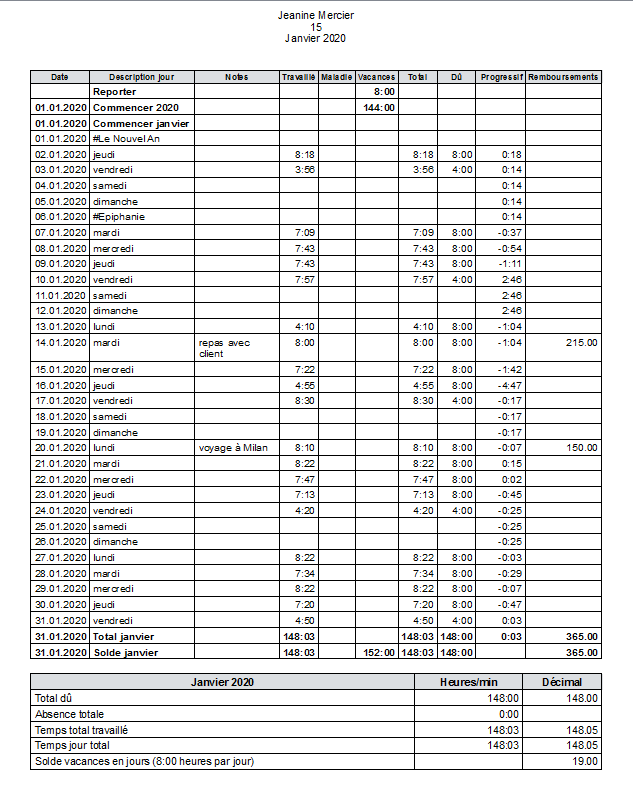 Jeanine Mercier
15
Janvier 2020
Date Description jour Notes Travaillé Maladie Vacances Total Dû Progressif Remboursements
Reporter 8:00
01.01.2020 Commencer 2020 144:00
01.01.2020 Commencer janvier
01.01.2020 #Le Nouvel An
02.01.2020 jeudi 8:18 8:18 8:00 0:18
03.01.2020 vendredi 3:56 3:56 4:00 0:14
04.01.2020 samedi 0:14
05.01.2020 dimanche 0:14
06.01.2020 #Epiphanie 0:14
07.01.2020 mardi 7:09 7:09 8:00 -0:37
08.01.2020 mercredi 7:43 7:43 8:00 -0:54
09.01.2020 jeudi 7:43 7:43 8:00 -1:11
10.01.2020 vendredi 7:57 7:57 4:00 2:46
11.01.2020 samedi 2:46
12.01.2020 dimanche 2:46
13.01.2020 lundi 4:10 4:10 8:00 -1:04
14.01.2020 mardi repas avec 8:00 8:00 8:00 -1:04 215.00
client
15.01.2020 mercredi 7:22 7:22 8:00 -1:42
16.01.2020 jeudi 4:55 4:55 8:00 -4:47
17.01.2020 vendredi 8:30 8:30 4:00 -0:17
18.01.2020 samedi -0:17
19.01.2020 dimanche -0:17
20.01.2020 lundi voyage à Milan 8:10 8:10 8:00 -0:07 150.00
21.01.2020 mardi 8:22 8:22 8:00 0:15
22.01.2020 mercredi 7:47 7:47 8:00 0:02
23.01.2020 jeudi 7:13 7:13 8:00 -0:45
24.01.2020 vendredi 4:20 4:20 4:00 -0:25
25.01.2020 samedi -0:25
26.01.2020 dimanche -0:25
27.01.2020 lundi 8:22 8:22 8:00 -0:03
28.01.2020 mardi 7:34 7:34 8:00 -0:29
29.01.2020 mercredi 8:22 8:22 8:00 -0:07
30.01.2020 jeudi 7:20 7:20 8:00 -0:47
31.01.2020 vendredi 4:50 4:50 4:00 0:03
31.01.2020 Total janvier 148:03 148:03 148:00 0:03 365.00
31.01.2020 Solde janvier 148:03 152:00 148:03 148:00 365.00
Janvier 2020 Heures/min Décimal
Total dû 148:00 148.00
Absence totale 0:00
Temps total travaillé 148:03 148.05
Temps jour total 148:03 148.05
Solde vacances en jours (8:00 heures par jour) 19.00